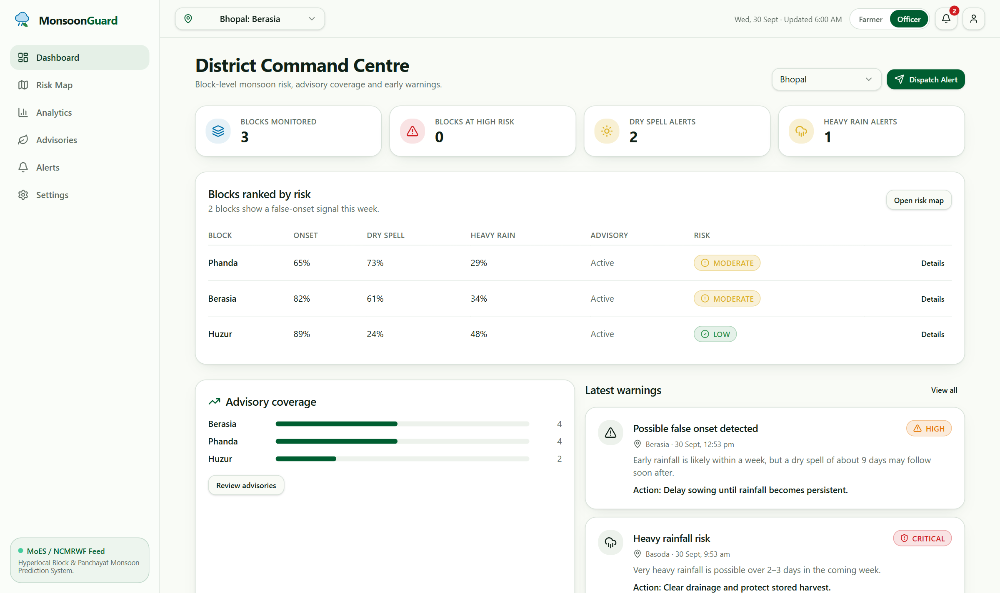 MonsoonGuard
Dashboard
Risk Map
Analytics
Advisories
Alerts
Settings
MoES / NCMRWF Feed
Hyperlocal Block & Panchayat Monsoon
Prediction System.
Bhopal: Berasia
Wed, 30 Sept · Updated 6:00 AM
Farmer
Officer
2
District Command Centre
Block-level monsoon risk, advisory coverage and early warnings.
Bhopal
Dispatch Alert
BLOCKS MONITORED
3
BLOCKS AT HIGH RISK
0
DRY SPELL ALERTS
2
HEAVY RAIN ALERTS
1
Blocks ranked by risk
2 blocks show a false-onset signal this week.
Open risk map
BLOCK ONSET DRY SPELL HEAVY RAIN ADVISORY RISK
Phanda 65% 73% 29% Active MODERATE Details
Berasia 82% 61% 34% Active MODERATE Details
Huzur 89% 24% 48% Active LOW Details
Advisory coverage
Berasia 4
Phanda 4
Huzur 2
Review advisories
Latest warnings
View all
Possible false onset detected
HIGH
Berasia · 30 Sept, 12:53 pm
Early rainfall is likely within a week, but a dry spell of about 9 days may follow
soon after.
Action: Delay sowing until rainfall becomes persistent.
Heavy rainfall risk
CRITICAL
Basoda · 30 Sept, 9:53 am
Very heavy rainfall is possible over 2–3 days in the coming week.
Action: Clear drainage and protect stored harvest.